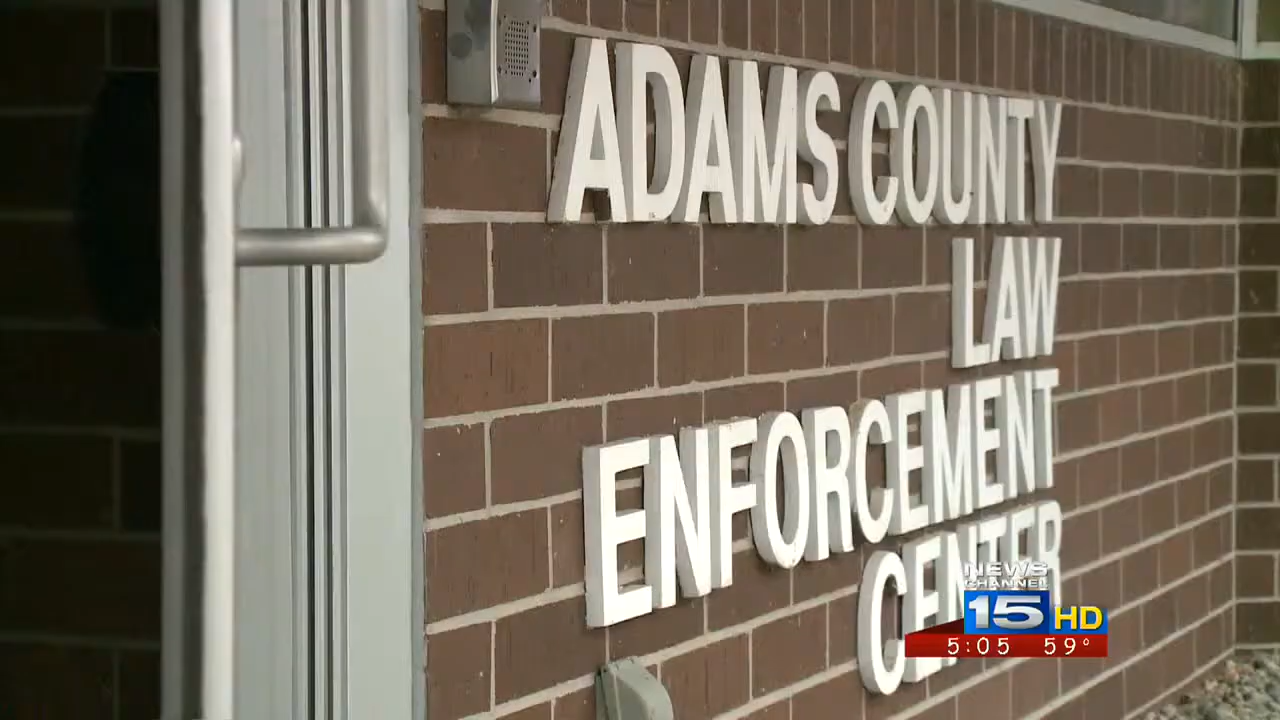 ADAMS COUNTY
LAW
ENFORCEMENT
CENTER
NEWS
CHANNEL
15 HD
5:05 59°